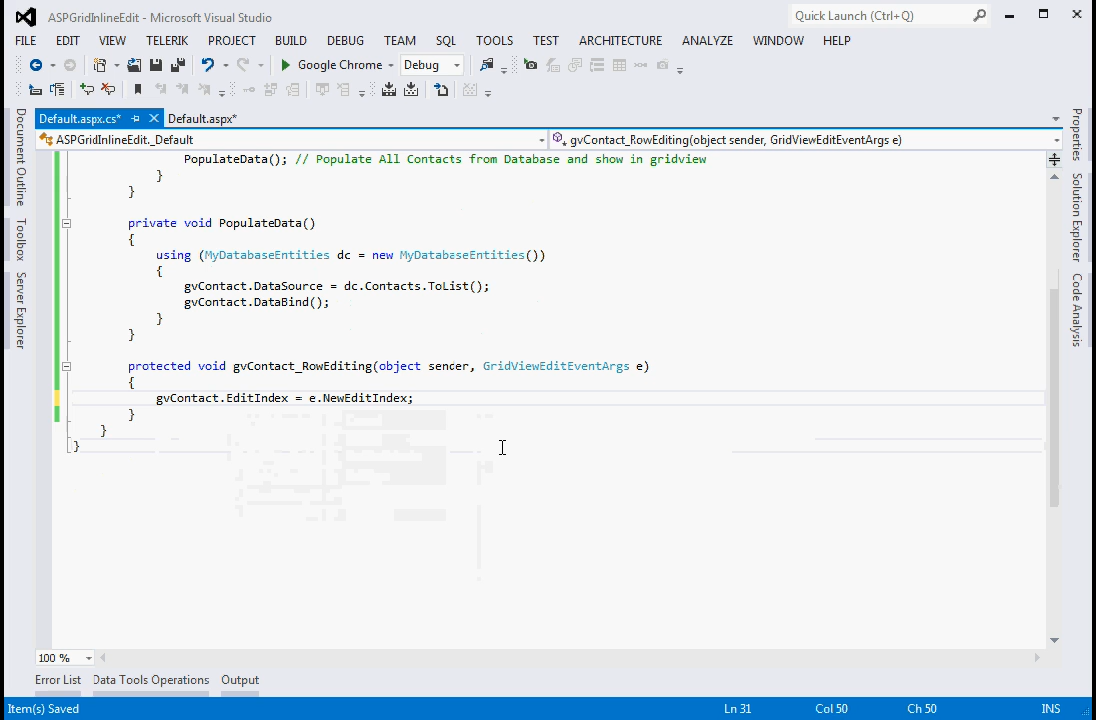 ASPGridInlineEdit - Microsoft Visual Studio
Quick Launch (Ctrl+Q)
FILE EDIT VIEW TELERIK PROJECT BUILD DEBUG TEAM SQL TOOLS TEST ARCHITECTURE ANALYZE WINDOW HELP
Google Chrome
Debug
Default.aspx.cs*
Default.aspx*
ASPGridInlineEdit._Default
gvContact_RowEditing(object sender, GridViewEditEventArgs e)
Document Outline
Toolbox
Server Explorer
PopulateData(); // Populate All Contacts from Database and show in gridview
}
}
private void PopulateData()
{
using (MyDatabaseEntities dc = new MyDatabaseEntities())
{
gvContact.DataSource = dc.Contacts.ToList();
gvContact.DataBind();
}
}
protected void gvContact_RowEditing(object sender, GridViewEditEventArgs e)
{
gvContact.EditIndex = e.NewEditIndex;
}
}
}
Properties
Solution Explorer
Code Analysis
100 %
Error List Data Tools Operations Output
Item(s) Saved Ln 31 Col 50 Ch 50 INS